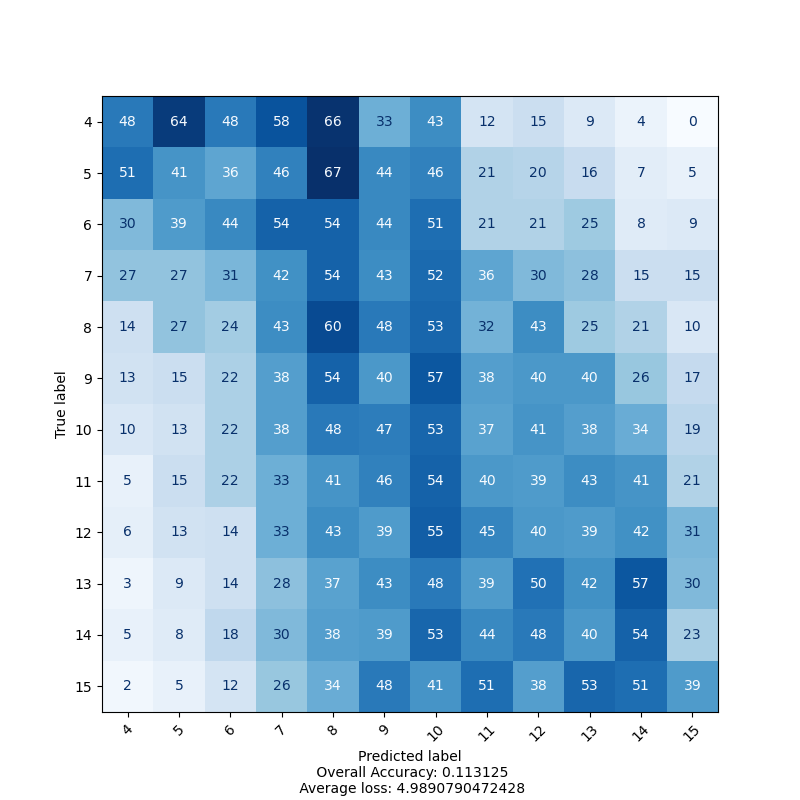 4 48 64 48 58 66 33 43 12 15 9 4 0
5 51 41 36 46 67 44 46 21 20 16 7 5
6 30 39 44 54 54 44 51 21 21 25 8 9
7 27 27 31 42 54 43 52 36 30 28 15 15
8 14 27 24 43 60 48 53 32 43 25 21 10
9 13 15 22 38 54 40 57 38 40 40 26 17
10 10 13 22 38 48 47 53 37 41 38 34 19
11 5 15 22 33 41 46 54 40 39 43 41 21
12 6 13 14 33 43 39 55 45 40 39 42 31
13 3 9 14 28 37 43 48 39 50 42 57 30
14 5 8 18 30 38 39 53 44 48 40 54 23
15 2 5 12 26 34 48 41 51 38 53 51 39
True label
4 5 6 7 8 9 10 11 12 13 14 15
Predicted label
Overall Accuracy: 0.113125
Average loss: 4.9890790472428